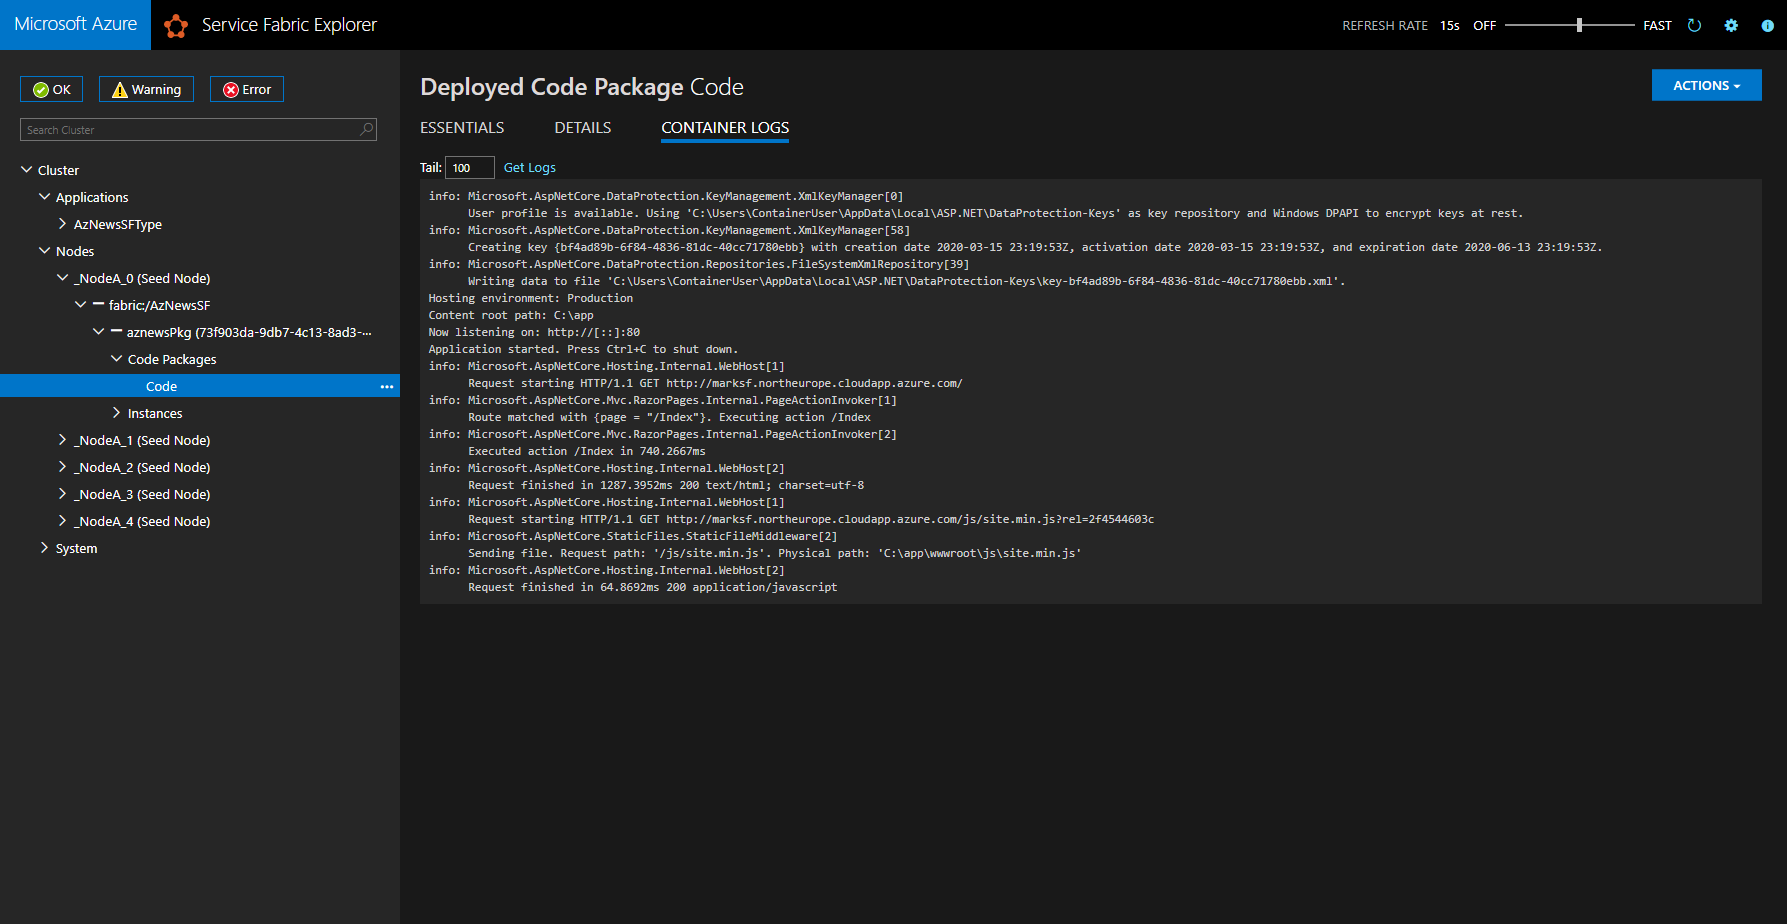 Microsoft Azure
Service Fabric Explorer
REFRESH RATE 15s OFF FAST
OK
Warning
Error
Search Cluster
Cluster
Applications
AzNewsSFType
Nodes
_NodeA_0 (Seed Node)
fabric:/AzNewsSF
aznewsPkg (73f903da-9db7-4c13-8ad3-...
Code Packages
Code
Instances
_NodeA_1 (Seed Node)
_NodeA_2 (Seed Node)
_NodeA_3 (Seed Node)
_NodeA_4 (Seed Node)
System
Deployed Code Package Code
ACTIONS
ESSENTIALS
DETAILS
CONTAINER LOGS
Tail: 100 Get Logs
info: Microsoft.AspNetCore.DataProtection.KeyManagement.XmlKeyManager[0]
User profile is available. Using 'C:\Users\ContainerUser\AppData\Local\ASP.NET\DataProtection-Keys' as key repository and Windows DPAPI to encrypt keys at rest.
info: Microsoft.AspNetCore.DataProtection.KeyManagement.XmlKeyManager[58]
Creating key {bf4ad89b-6f84-4836-81dc-40cc71780ebb} with creation date 2020-03-15 23:19:53Z, activation date 2020-03-15 23:19:53Z, and expiration date 2020-06-13 23:19:53Z.
info: Microsoft.AspNetCore.DataProtection.Repositories.FileSystemXmlRepository[39]
Writing data to file 'C:\Users\ContainerUser\AppData\Local\ASP.NET\DataProtection-Keys\key-bf4ad89b-6f84-4836-81dc-40cc71780ebb.xml'.
Hosting environment: Production
Content root path: C:\app
Now listening on: http://[::]:80
Application started. Press Ctrl+C to shut down.
info: Microsoft.AspNetCore.Hosting.Internal.WebHost[1]
Request starting HTTP/1.1 GET http://marksf.northeurope.cloudapp.azure.com/
info: Microsoft.AspNetCore.Mvc.RazorPages.Internal.PageActionInvoker[1]
Route matched with {page = "/Index"}. Executing action /Index
info: Microsoft.AspNetCore.Mvc.RazorPages.Internal.PageActionInvoker[2]
Executed action /Index in 740.2667ms
info: Microsoft.AspNetCore.Hosting.Internal.WebHost[2]
Request finished in 1287.3952ms 200 text/html; charset=utf-8
info: Microsoft.AspNetCore.Hosting.Internal.WebHost[1]
Request starting HTTP/1.1 GET http://marksf.northeurope.cloudapp.azure.com/js/site.min.js?rel=2f4544603c
info: Microsoft.AspNetCore.StaticFiles.StaticFileMiddleware[2]
Sending file. Request path: '/js/site.min.js'. Physical path: 'C:\app\wwwroot\js\site.min.js'
info: Microsoft.AspNetCore.Hosting.Internal.WebHost[2]
Request finished in 64.8692ms 200 application/javascript